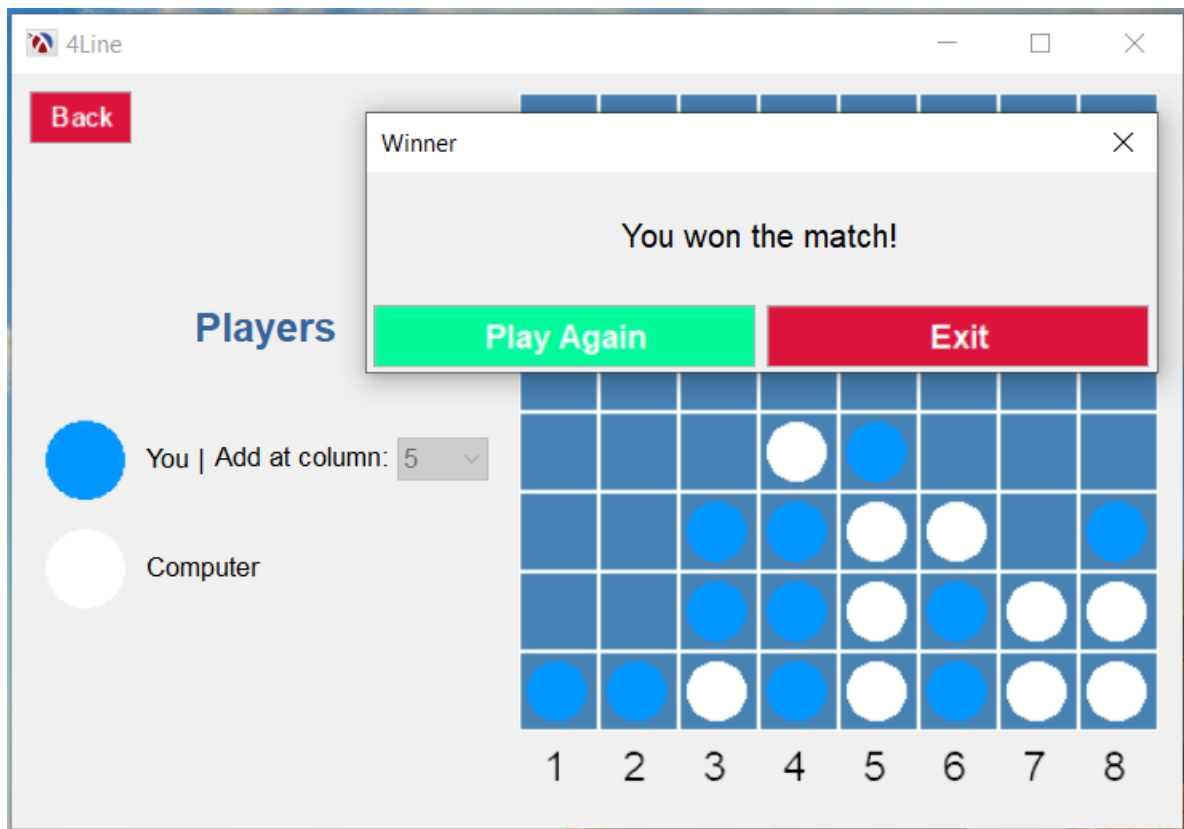 4Line
Back
Winner
You won the match!
Play Again
Exit
Players
You | Add at column: 5
Computer
1 2 3 4 5 6 7 8